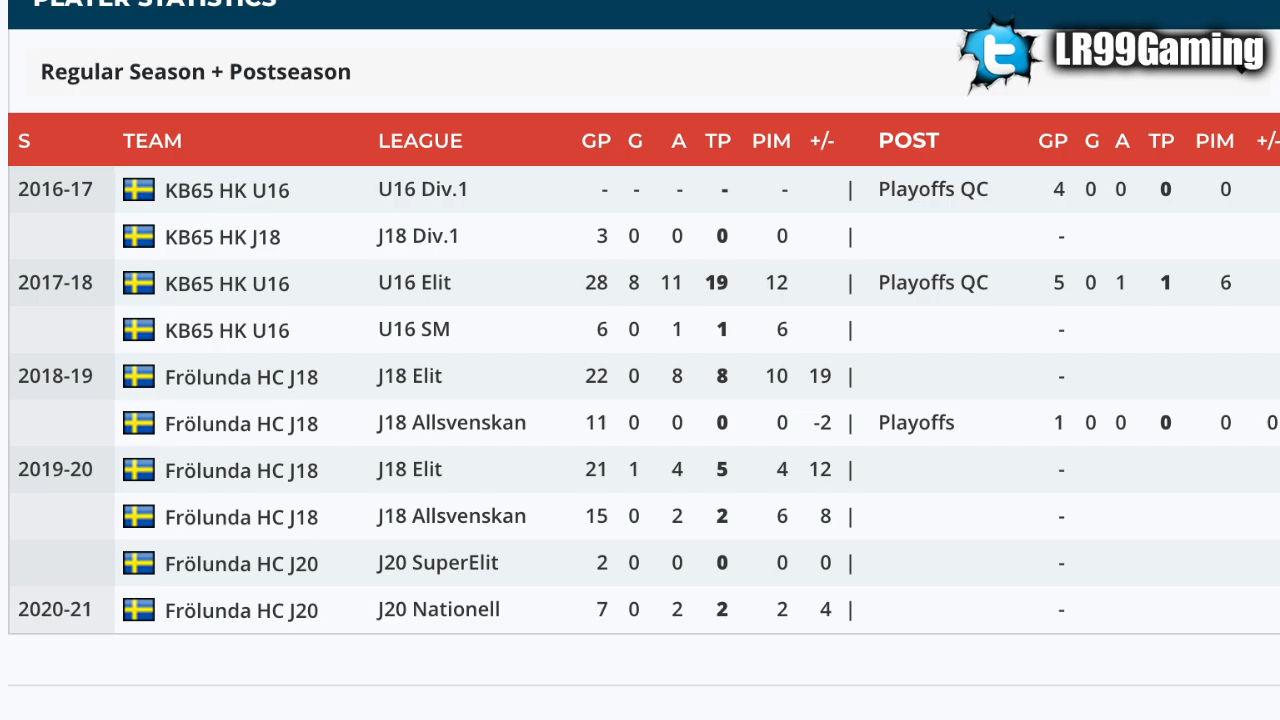 PLAYER STATISTICS
LR99Gaming
Regular Season + Postseason
S TEAM LEAGUE GP G A TP PIM +/- POST GP G A TP PIM +/-
2016-17 KB65 HK U16 U16 Div.1 - - - - - | Playoffs QC 4 0 0 0 0
KB65 HK J18 J18 Div.1 3 0 0 0 0 | -
2017-18 KB65 HK U16 U16 Elit 28 8 11 19 12 | Playoffs QC 5 0 1 1 6
KB65 HK U16 U16 SM 6 0 1 1 6 | -
2018-19 Frölunda HC J18 J18 Elit 22 0 8 8 10 19 | -
Frölunda HC J18 J18 Allsvenskan 11 0 0 0 0 -2 | Playoffs 1 0 0 0 0 0
2019-20 Frölunda HC J18 J18 Elit 21 1 4 5 4 12 | -
Frölunda HC J18 J18 Allsvenskan 15 0 2 2 6 8 | -
Frölunda HC J20 J20 SuperElit 2 0 0 0 0 0 | -
2020-21 Frölunda HC J20 J20 Nationell 7 0 2 2 2 4 | -